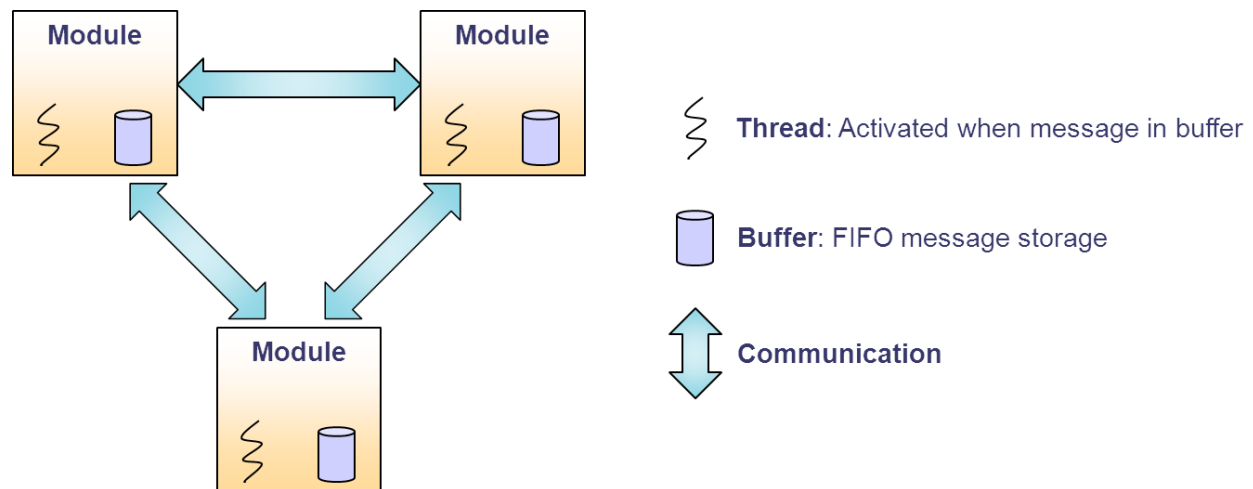 Module
Module
Thread: Activated when message in buffer
Buffer: FIFO message storage
Module
Communication